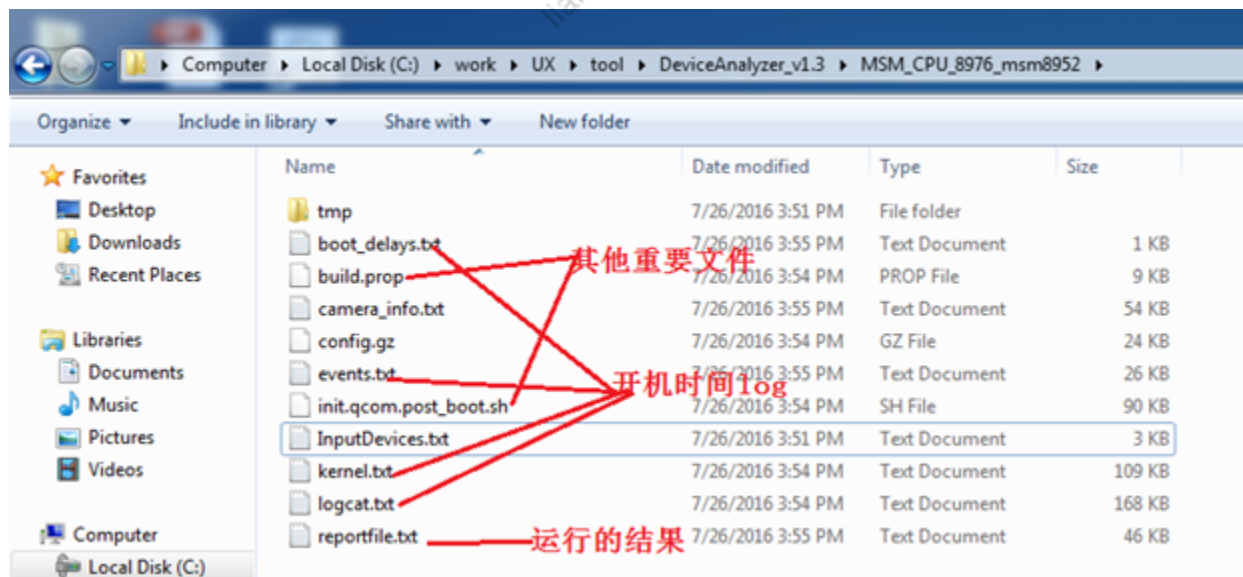 Computer ▸ Local Disk (C:) ▸ work ▸ UX ▸ tool ▸ DeviceAnalyzer_v1.3 ▸ MSM_CPU_8976_msm8952 ▸
Organize Include in library Share with New folder
Name Date modified Type Size
Favorites
Desktop
Downloads
Recent Places
Libraries
Documents
Music
Pictures
Videos
Computer
Local Disk (C:)
tmp 7/26/2016 3:51 PM File folder
boot_delays.txt 7/26/2016 3:55 PM Text Document 1 KB
其他重要文件
build.prop 7/26/2016 3:54 PM PROP File 9 KB
camera_info.txt 7/26/2016 3:55 PM Text Document 54 KB
config.gz 7/26/2016 3:54 PM GZ File 24 KB
events.txt 7/26/2016 3:55 PM Text Document 26 KB
开机时间log
init.qcom.post_boot.sh 7/26/2016 3:54 PM SH File 90 KB
InputDevices.txt 7/26/2016 3:51 PM Text Document 3 KB
kernel.txt 7/26/2016 3:54 PM Text Document 109 KB
logcat.txt 7/26/2016 3:54 PM Text Document 168 KB
reportfile.txt 运行的结果 7/26/2016 3:55 PM Text Document 46 KB